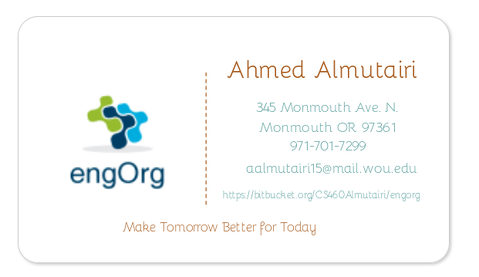 Ahmed Almutairi
345 Monmouth Ave. N.
Monmouth OR 97361
971-701-7299
aalmutairi15@mail.wou.edu
https://bitbucket.org/CS460Almutairi/engorg
engOrg
Make Tomorrow Better for Today